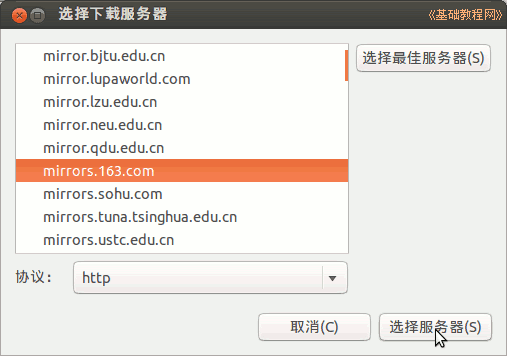 选择下载服务器
《基础教程网》
mirror.bjtu.edu.cn
选择最佳服务器(S)
mirror.lupaworld.com
mirror.lzu.edu.cn
mirror.neu.edu.cn
mirror.qdu.edu.cn
mirrors.163.com
mirrors.sohu.com
mirrors.tuna.tsinghua.edu.cn
mirrors.ustc.edu.cn
协议：
http
取消(C)
选择服务器(S)